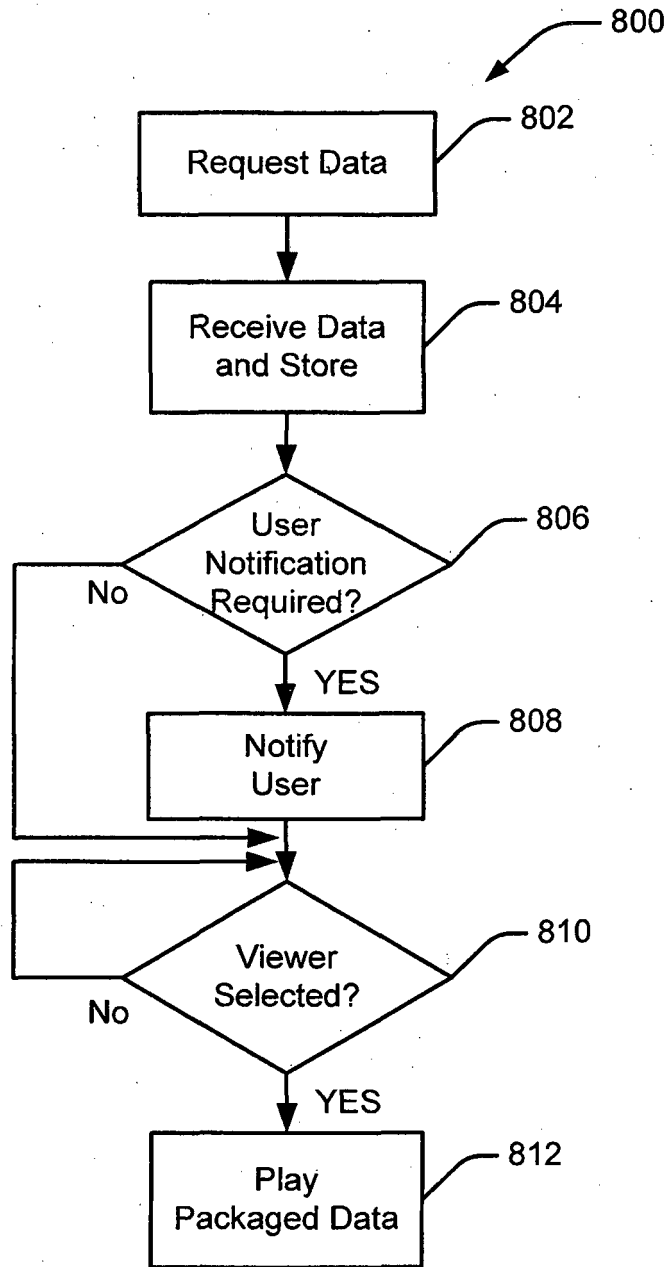 800
802
Request Data
804
Receive Data
and Store
806
User
Notification
Required?
No
YES
808
Notify
User
810
Viewer
Selected?
No
YES
812
Play
Packaged Data